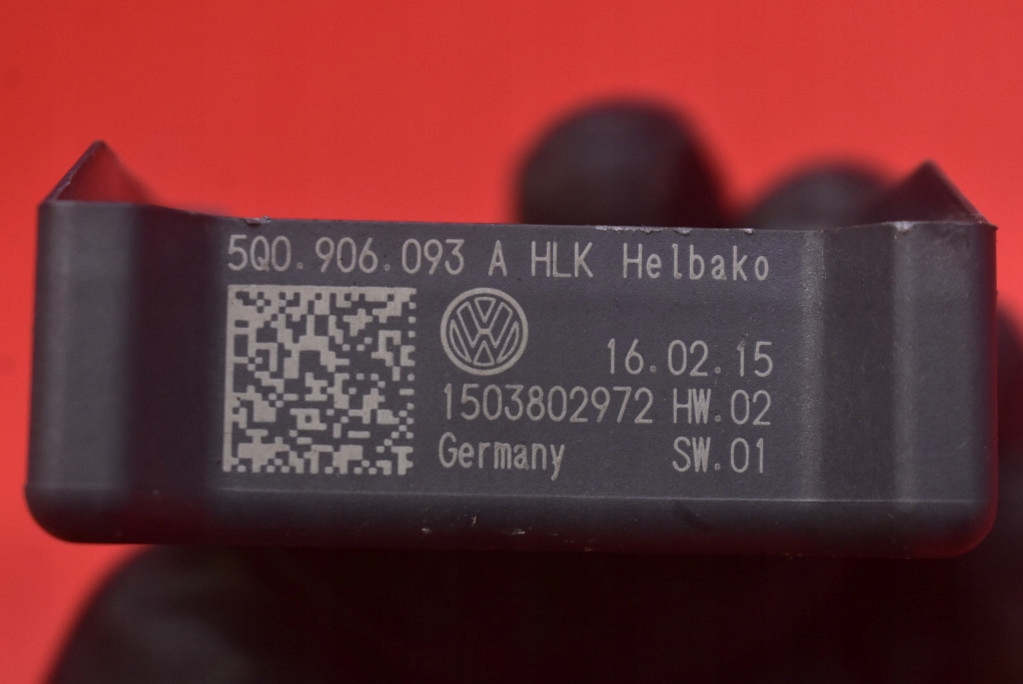 5Q0.906.093 A HLK Helbako
16.02.15
1503802972 HW.02
Germany SW.01